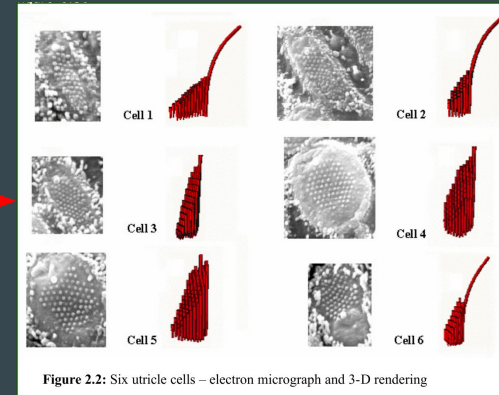 Cell 1
Cell 2
Cell 3
Cell 4
Cell 5
Cell 6
Figure 2.2: Six utricle cells – electron micrograph and 3-D rendering